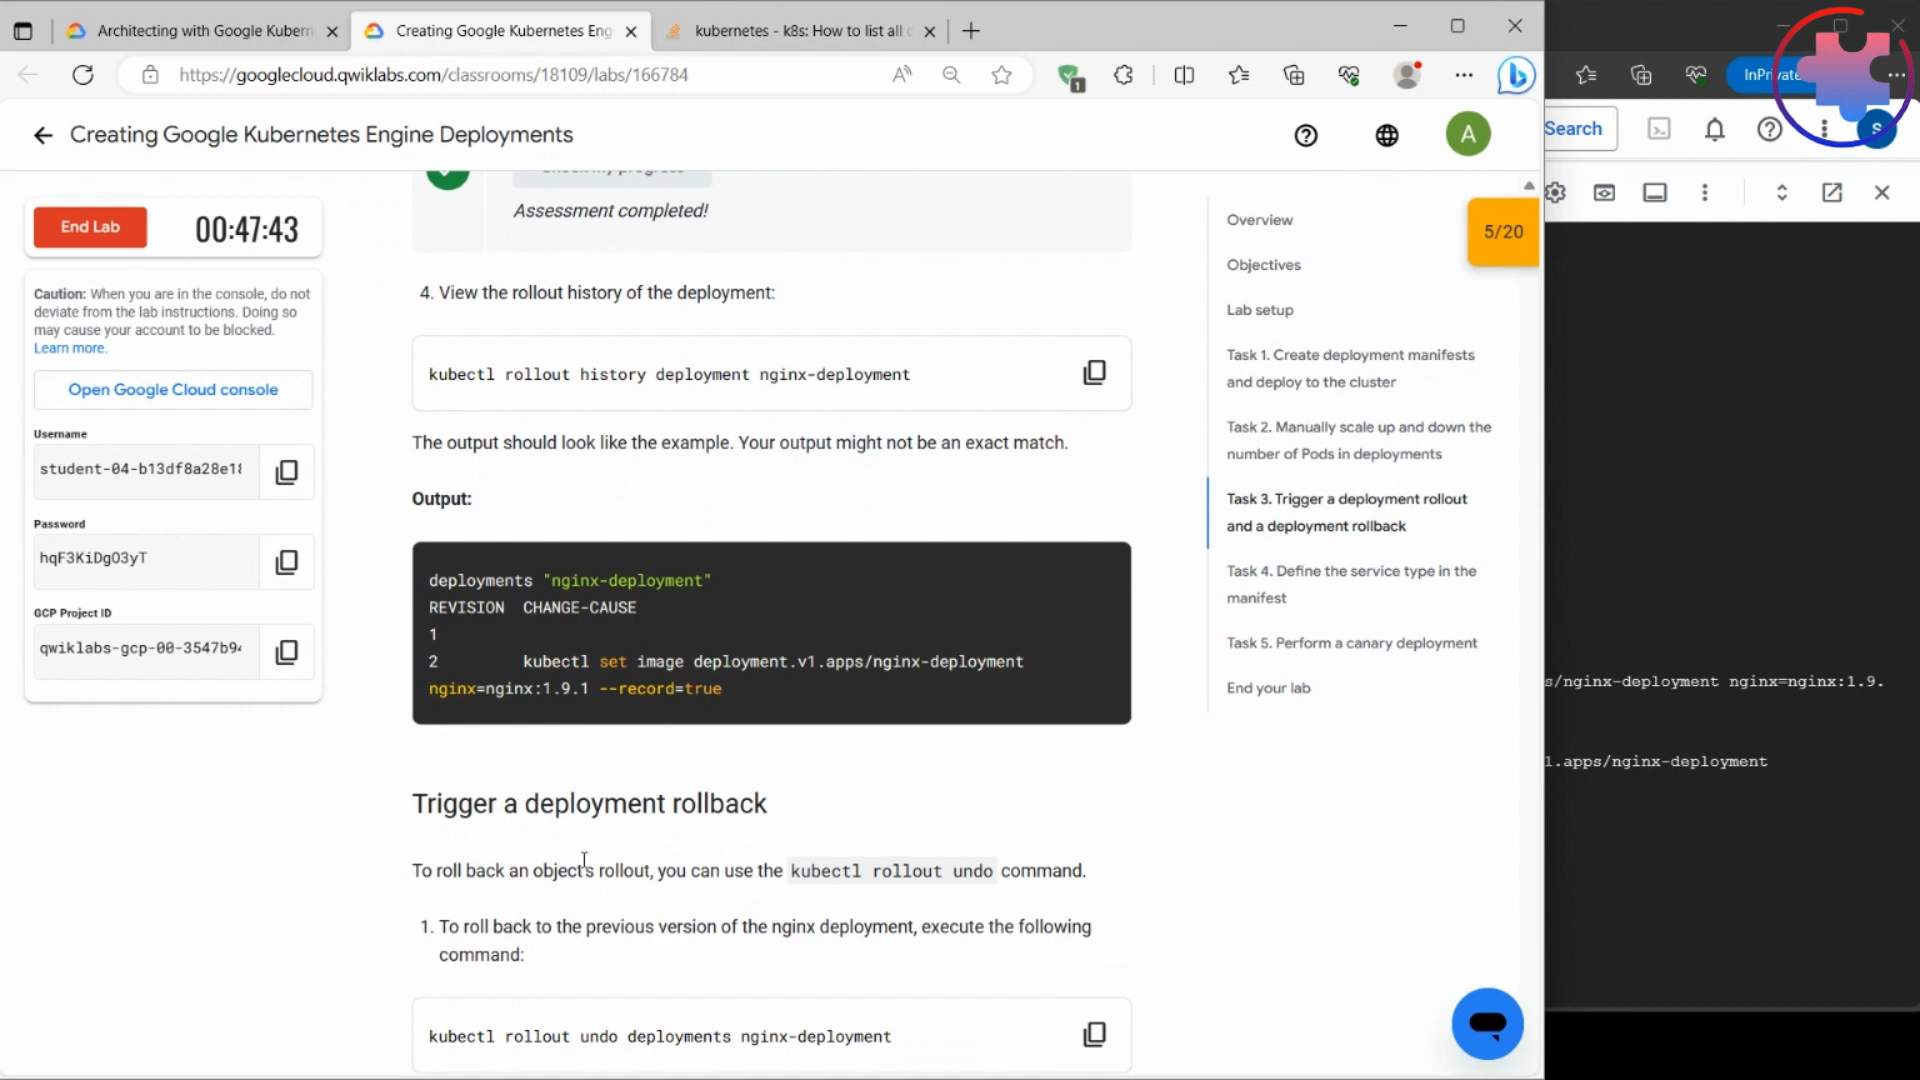 Architecting with Google Kubern
Creating Google Kubernetes Eng
kubernetes - k8s: How to list all
https://googlecloud.qwiklabs.com/classrooms/18109/labs/166784
1
InPrivate
Creating Google Kubernetes Engine Deployments
A
Search
S
End Lab
00:47:43
Caution: When you are in the console, do not
deviate from the lab instructions. Doing so
may cause your account to be blocked.
Learn more.
Open Google Cloud console
Username
student-04-b13df8a28e18
Password
hqF3KiDgO3yT
GCP Project ID
qwiklabs-gcp-00-3547b94
Check my progress
Assessment completed!
4. View the rollout history of the deployment:
kubectl rollout history deployment nginx-deployment
The output should look like the example. Your output might not be an exact match.
Output:
deployments "nginx-deployment"
REVISION  CHANGE-CAUSE
1
2         kubectl set image deployment.v1.apps/nginx-deployment
nginx=nginx:1.9.1 --record=true
Trigger a deployment rollback
To roll back an object's rollout, you can use the kubectl rollout undo command.
1. To roll back to the previous version of the nginx deployment, execute the following
command:
kubectl rollout undo deployments nginx-deployment
Overview
Objectives
Lab setup
Task 1. Create deployment manifests
and deploy to the cluster
Task 2. Manually scale up and down the
number of Pods in deployments
Task 3. Trigger a deployment rollout
and a deployment rollback
Task 4. Define the service type in the
manifest
Task 5. Perform a canary deployment
End your lab
5/20
s/nginx-deployment nginx=nginx:1.9.
1.apps/nginx-deployment